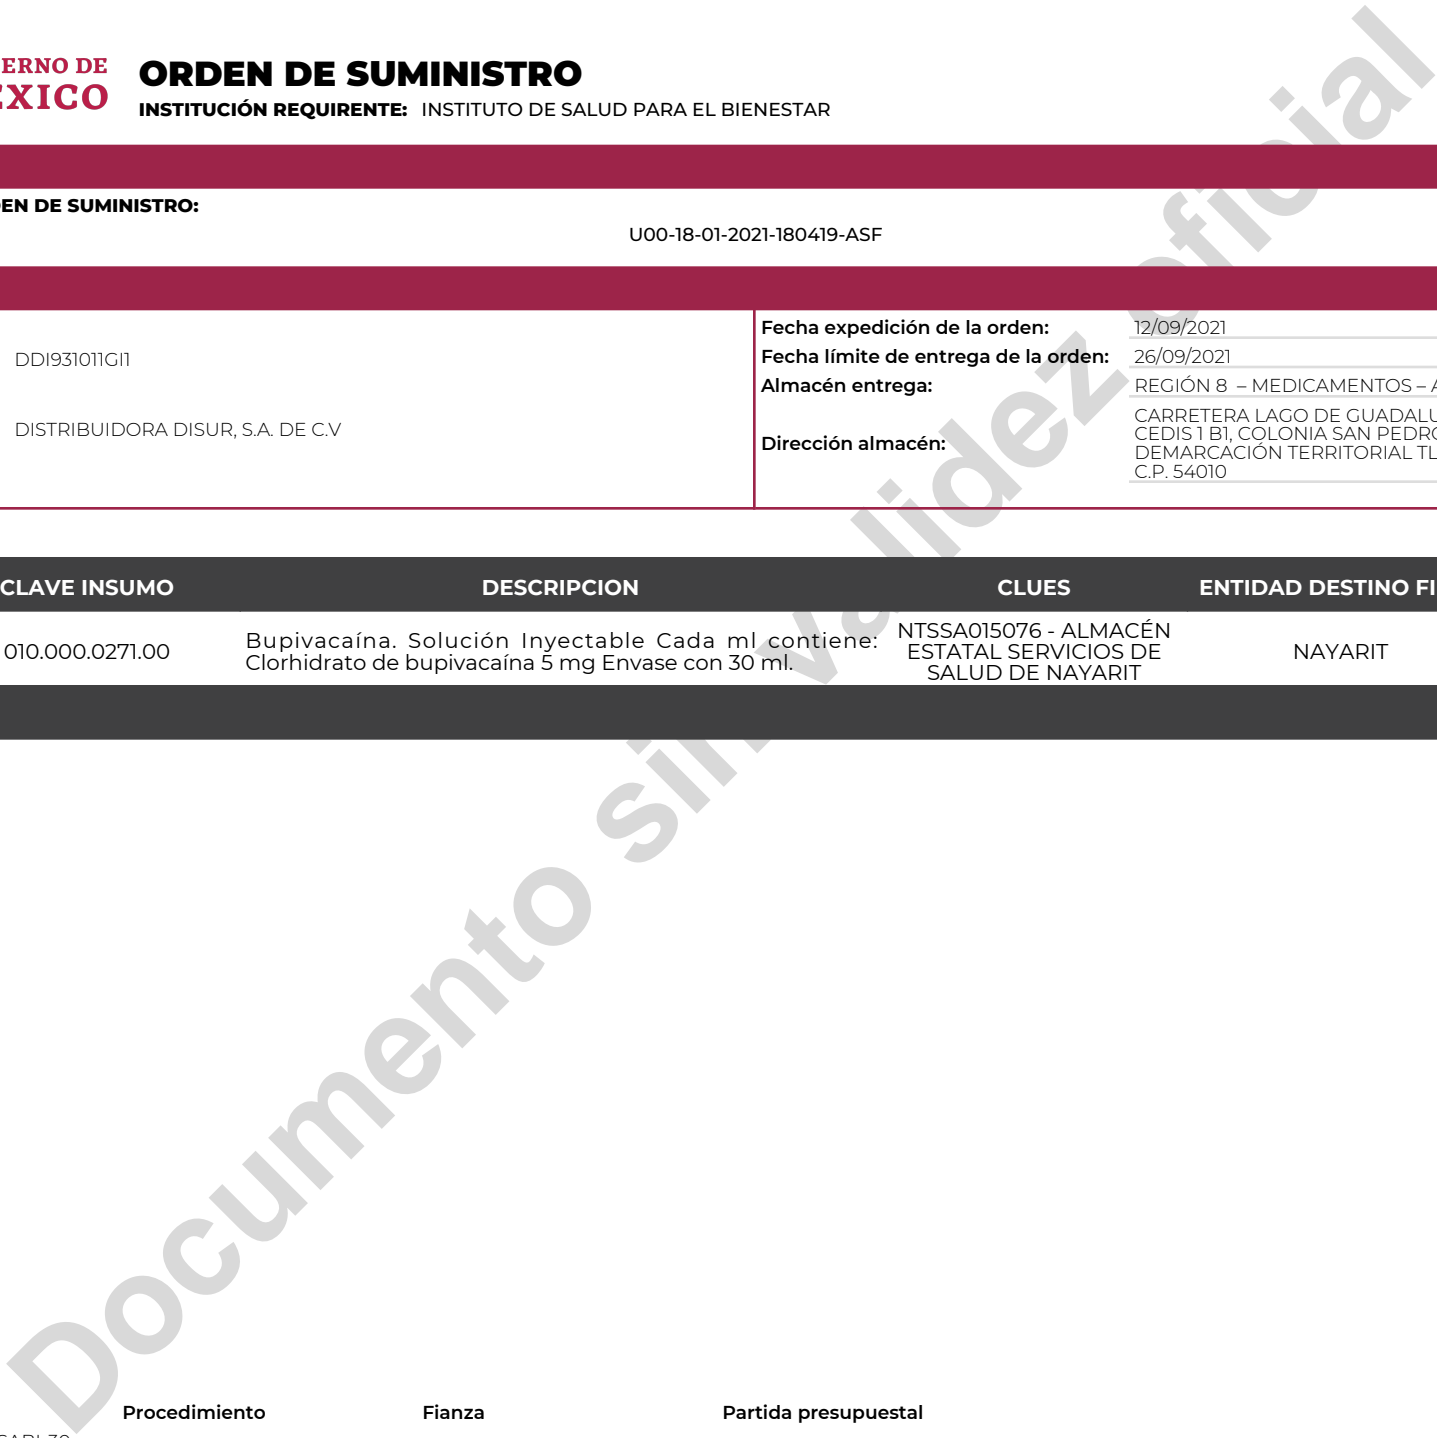 ERNO DE
EXICO
ORDEN DE SUMINISTRO
INSTITUCIÓN REQUIRENTE: INSTITUTO DE SALUD PARA EL BIENESTAR
EN DE SUMINISTRO:
U00-18-01-2021-180419-ASF
DDI931011GI1
DISTRIBUIDORA DISUR, S.A. DE C.V
Fecha expedición de la orden: 12/09/2021
Fecha límite de entrega de la orden: 26/09/2021
Almacén entrega: REGIÓN 8 – MEDICAMENTOS – A
Dirección almacén:
CARRETERA LAGO DE GUADALU
CEDIS 1 B1, COLONIA SAN PEDRO
DEMARCACIÓN TERRITORIAL TL
C.P. 54010
CLAVE INSUMO DESCRIPCION CLUES ENTIDAD DESTINO FI
010.000.0271.00
Bupivacaína. Solución Inyectable Cada ml contiene:
Clorhidrato de bupivacaína 5 mg Envase con 30 ml.
NTSSA015076 - ALMACÉN
ESTATAL SERVICIOS DE
SALUD DE NAYARIT
NAYARIT
Documento sin validez oficial
Procedimiento Fianza Partida presupuestal